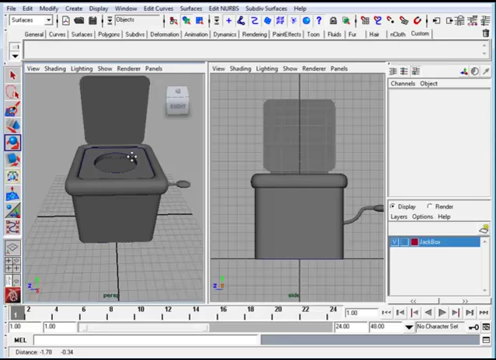 File Edit Modify Create Display Window Edit Curves Surfaces Edit NURBS Subdiv Surfaces Help
Surfaces Objects
General Curves Surfaces Polygons Subdivs Deformation Animation Dynamics Rendering PaintEffects Toon Fluids Fur Hair nCloth Custom
View Shading Lighting Show Renderer Panels
View Shading Lighting Show Renderer Panels
Channels Object
persp
side
Display Render
Layers Options Help
V JackBox
1 2 4 6 8 10 12 14 16 18 20 22 24 1.00
1.00 1.00 24.00 48.00 No Character Set
MEL
Distance: -1.78 -0.34